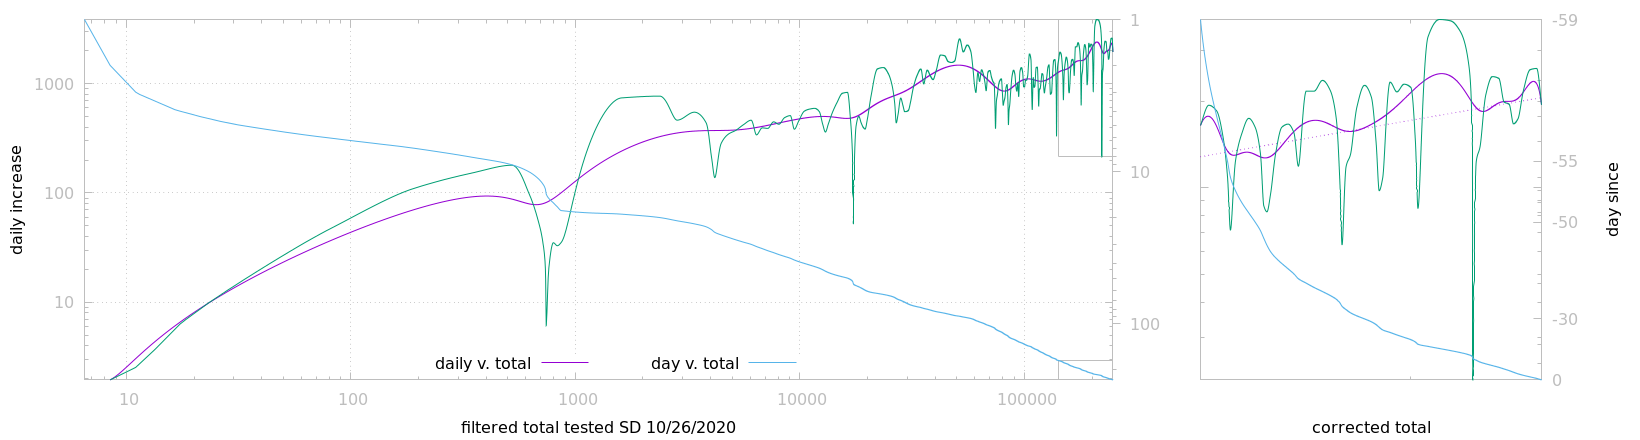 daily increase
1000
100
10
10
100
1000
10000
100000
1
10
100
daily v. total
day v. total
filtered total tested SD 10/26/2020
-59
-55
-50
-30
0
day since
corrected total